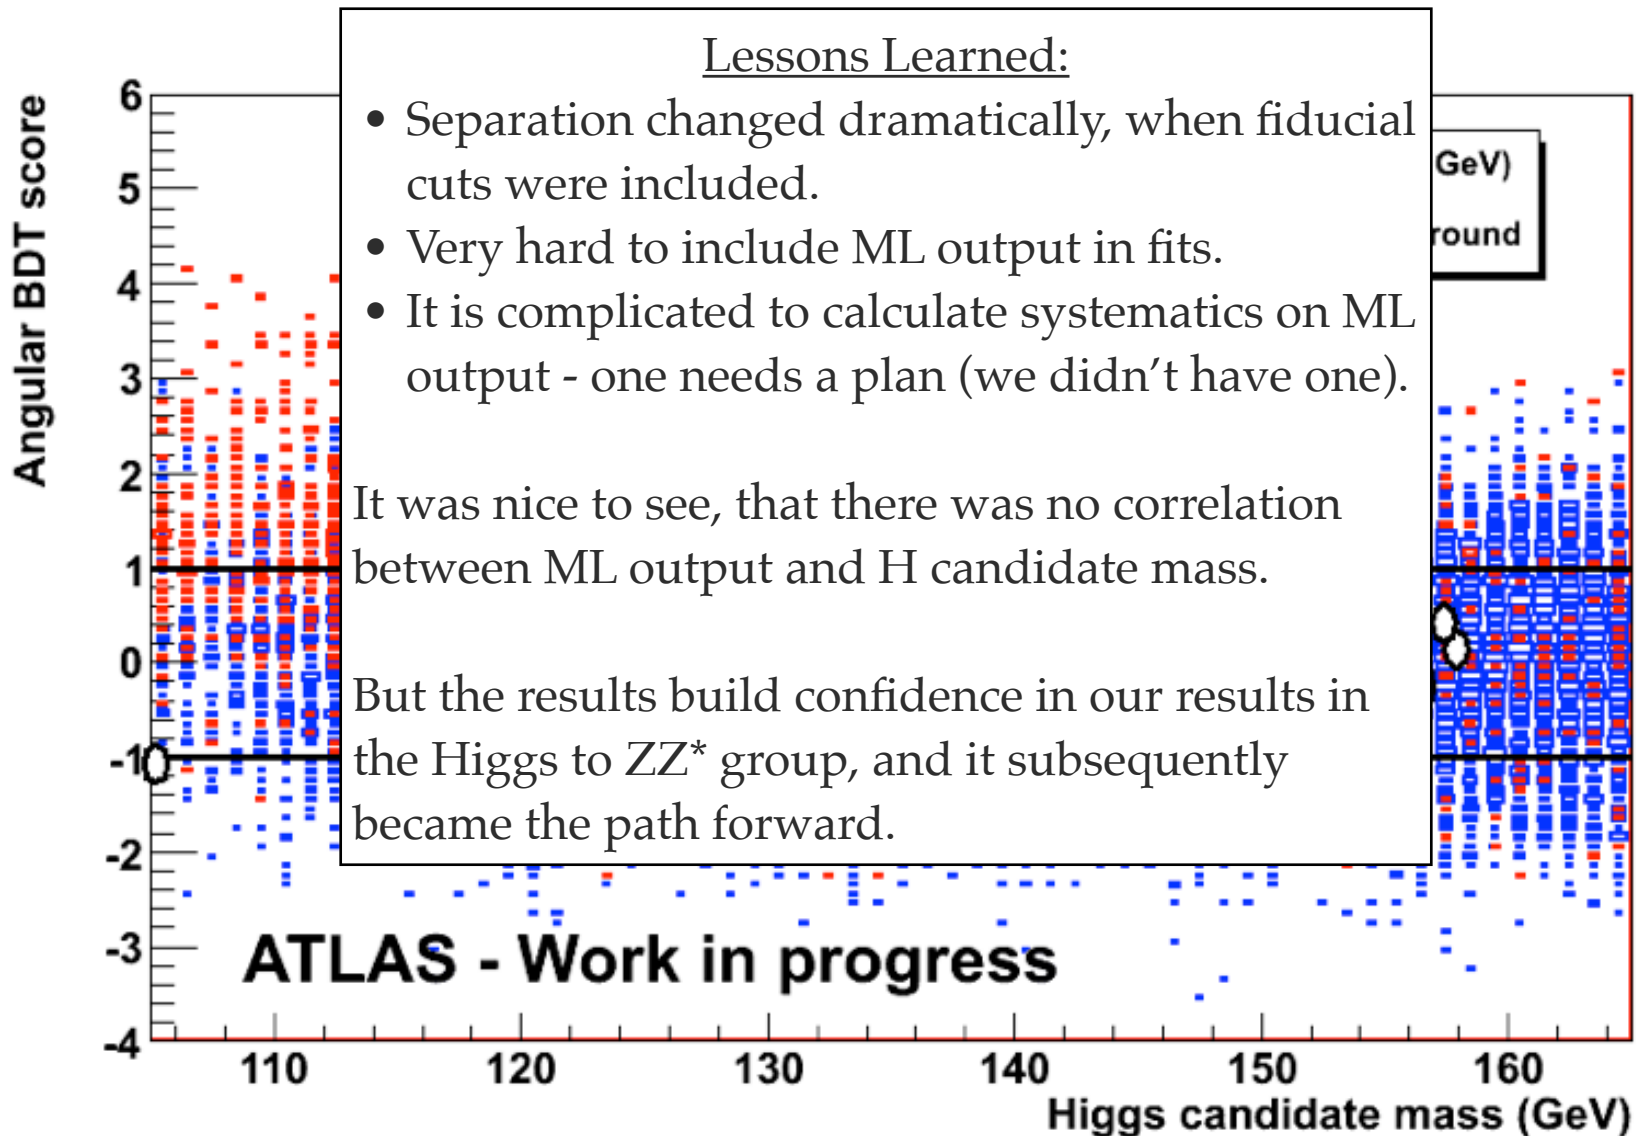 Lessons Learned:
• Separation changed dramatically, when fiducial
cuts were included.
• Very hard to include ML output in fits.
• It is complicated to calculate systematics on ML
output - one needs a plan (we didn't have one).
It was nice to see, that there was no correlation
between ML output and H candidate mass.
But the results build confidence in our results in
the Higgs to ZZ* group, and it subsequently
became the path forward.
Angular BDT score
6
5
4
3
2
1
0
-1
-2
-3
-4
GeV)
round
ATLAS - Work in progress
110 120 130 140 150 160
Higgs candidate mass (GeV)